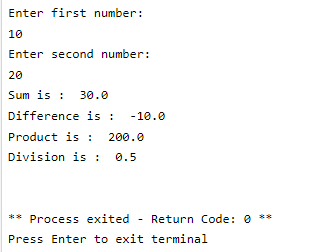 Enter first number:
10
Enter second number:
20
Sum is :  30.0
Difference is :  -10.0
Product is :  200.0
Division is :  0.5
** Process exited - Return Code: 0 **
Press Enter to exit terminal